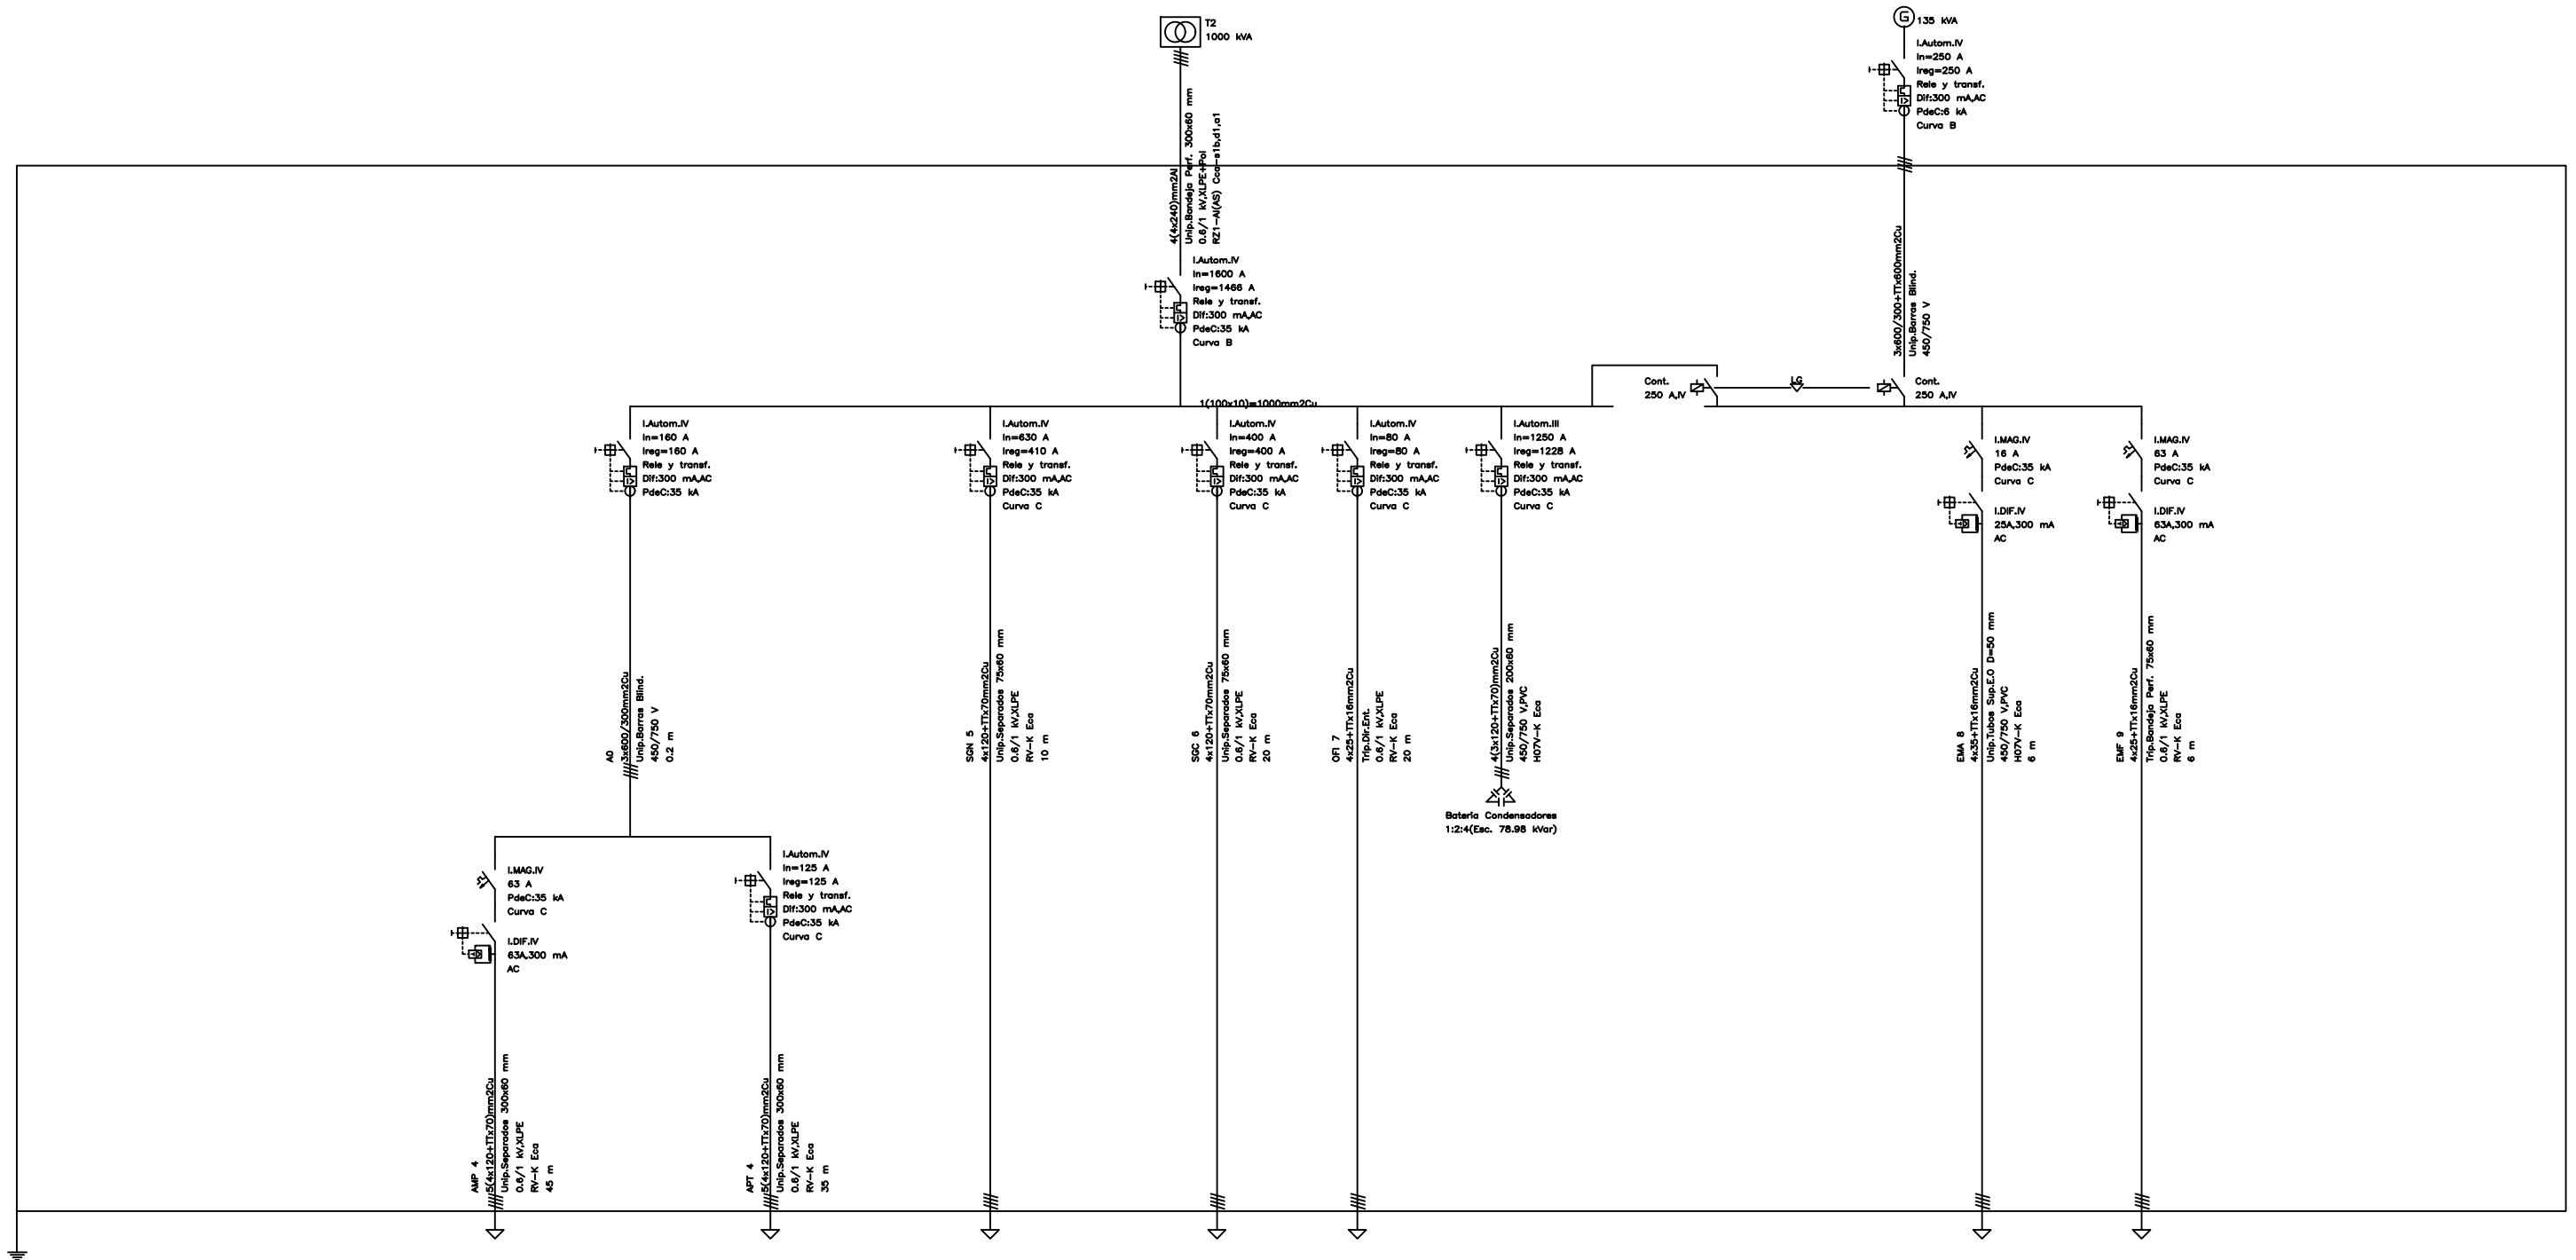 T2
1000 kVA
G
135 kVA
I.Autom.IV
In=250 A
Ireg=250 A
Rele y transf.
Dif:300 mA,AC
PdeC:6 kA
Curva B
4(4x240)mm2Al
Unip.Bandeja Perf. 300x60 mm
0.6/1 kV,XLPE+Pol
RZ1-Al(AS) Cca-s1b,d1,a1
I.Autom.IV
In=1600 A
Ireg=1466 A
Rele y transf.
Dif:300 mA,AC
PdeC:35 kA
Curva B
3x600/300+TTx600mm2Cu
Unip.Barras Blind.
450/750 V
Cont.
250 A,IV
LG
Cont.
250 A,IV
1(100x10)=1000mm2Cu
I.Autom.IV
In=160 A
Ireg=160 A
Rele y transf.
Dif:300 mA,AC
PdeC:35 kA
I.Autom.IV
In=630 A
Ireg=410 A
Rele y transf.
Dif:300 mA,AC
PdeC:35 kA
Curva C
I.Autom.IV
In=400 A
Ireg=400 A
Rele y transf.
Dif:300 mA,AC
PdeC:35 kA
Curva C
I.Autom.IV
In=80 A
Ireg=80 A
Rele y transf.
Dif:300 mA,AC
PdeC:35 kA
Curva C
I.Autom.III
In=1250 A
Ireg=1228 A
Rele y transf.
Dif:300 mA,AC
PdeC:35 kA
Curva C
I.MAG.IV
16 A
PdeC:35 kA
Curva C
I.DIF.IV
25A,300 mA
AC
I.MAG.IV
63 A
PdeC:35 kA
Curva C
I.DIF.IV
63A,300 mA
AC
A0
3x600/300mm2Cu
Unip.Barras Blind.
450/750 V
0.2 m
SGN 5
4x120+TTx70mm2Cu
Unip.Separados 75x60 mm
0.6/1 kV,XLPE
RV-K Eca
10 m
SGC 6
4x120+TTx70mm2Cu
Unip.Separados 75x60 mm
0.6/1 kV,XLPE
RV-K Eca
20 m
OFI 7
4x25+TTx16mm2Cu
Trip.Dir.Ent.
0.6/1 kV,XLPE
RV-K Eca
20 m
4(3x120+TTx70)mm2Cu
Unip.Separados 200x60 mm
450/750 V,PVC
H07V-K Eca
Batería Condensadores
1:2:4(Esc. 78.98 kVar)
EMA 8
4x35+TTx16mm2Cu
Unip.Tubos Sup.E.O D=50 mm
450/750 V,PVC
H07V-K Eca
6 m
EMF 9
4x25+TTx16mm2Cu
Trip.Bandeja Perf. 75x60 mm
0.6/1 kV,XLPE
RV-K Eca
6 m
I.MAG.IV
63 A
PdeC:35 kA
Curva C
I.DIF.IV
63A,300 mA
AC
I.Autom.IV
In=125 A
Ireg=125 A
Rele y transf.
Dif:300 mA,AC
PdeC:35 kA
Curva C
AMP 4
5(4x120+TTx70)mm2Cu
Unip.Separados 300x60 mm
0.6/1 kV,XLPE
RV-K Eca
45 m
APT 4
5(4x120+TTx70)mm2Cu
Unip.Separados 300x60 mm
0.6/1 kV,XLPE
RV-K Eca
35 m